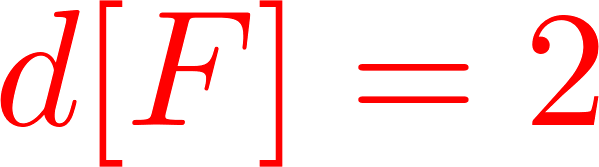 d[F] = 2